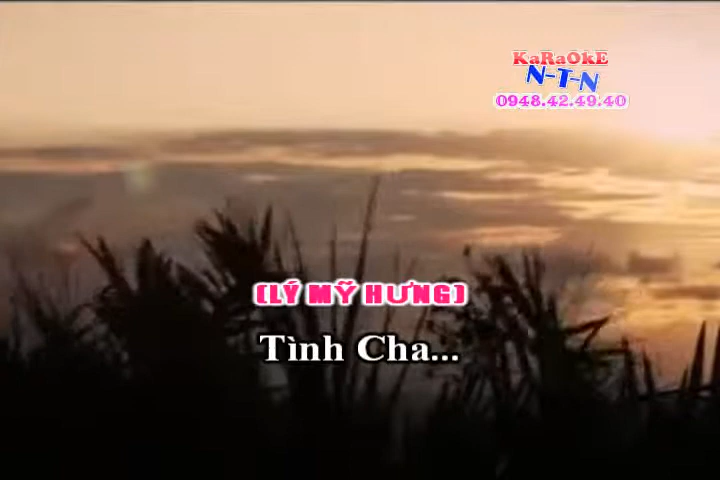 KaRaOkE
N-T-N
0948.42.49.40
(LÝ MỸ HƯNG)
Tình Cha...